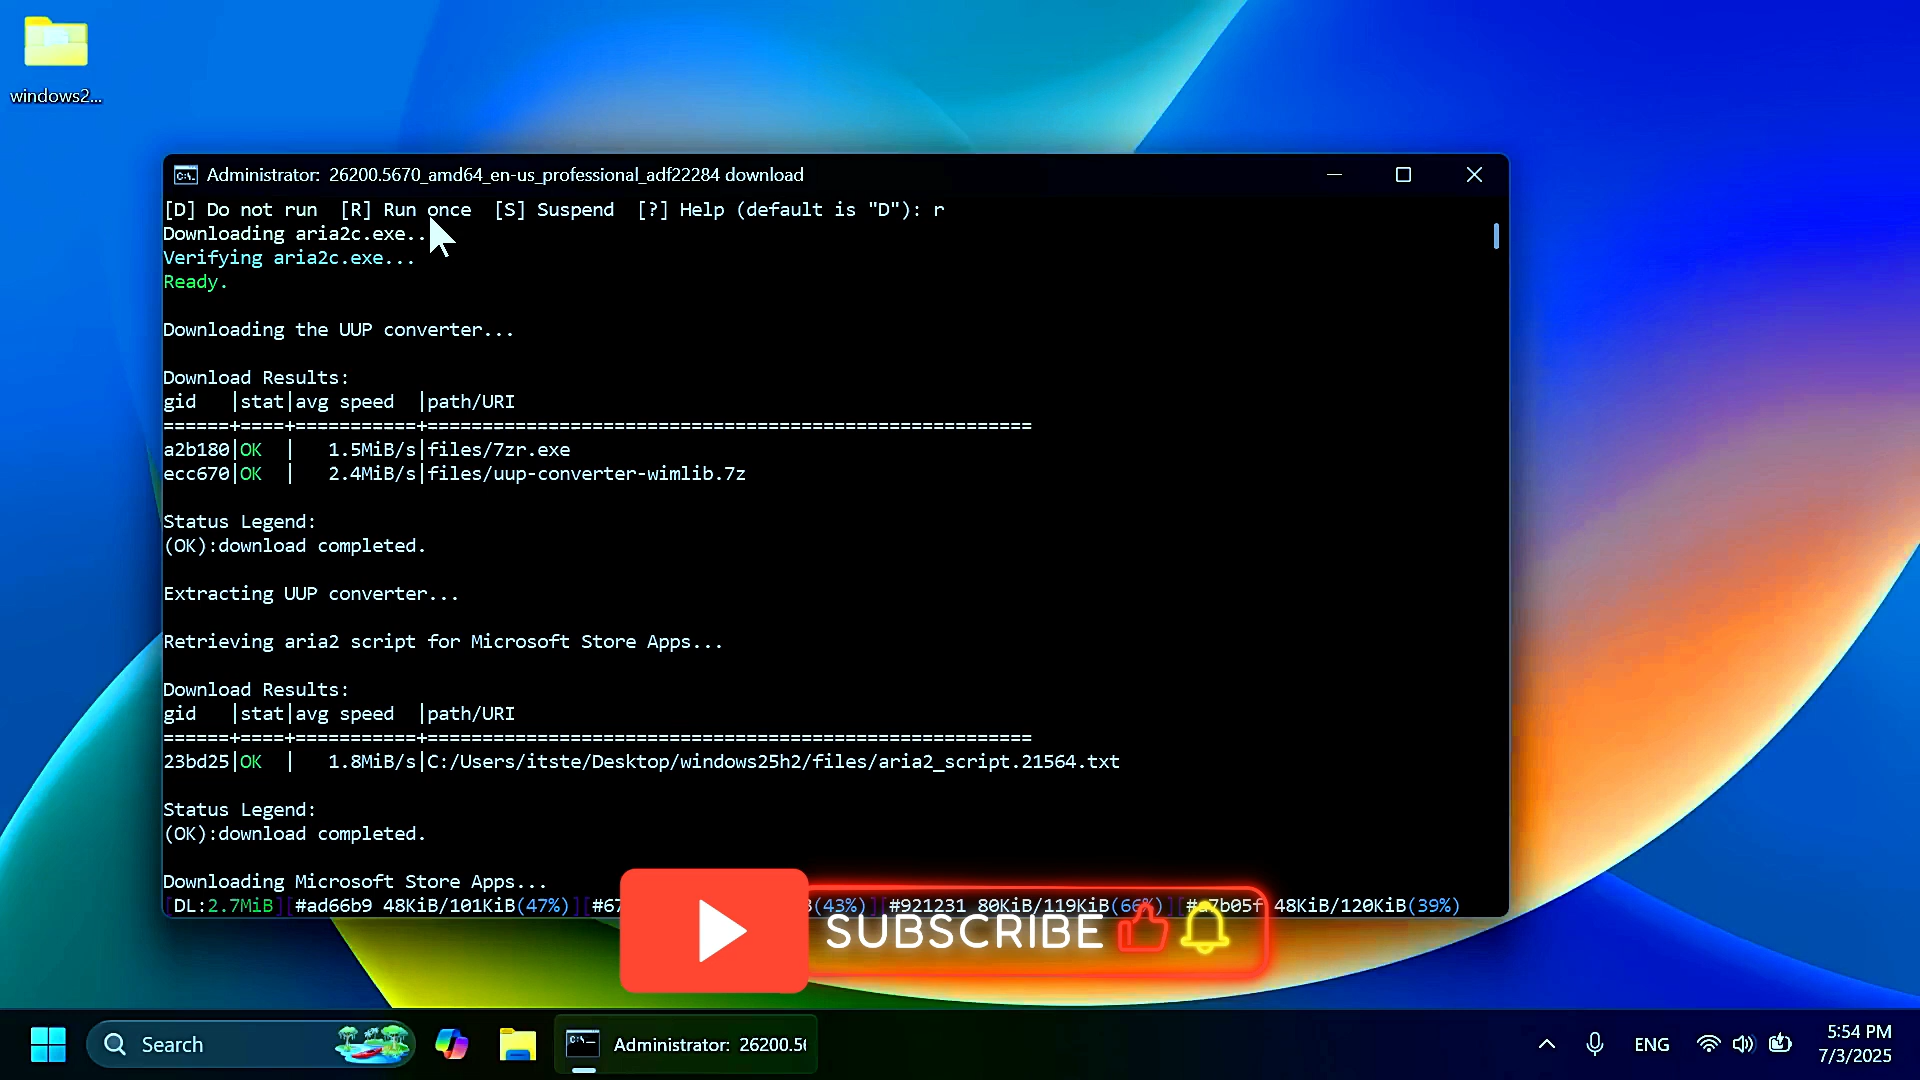 windows2...
Administrator: 26200.5670_amd64_en-us_professional_adf22284 download
[D] Do not run [R] Run once [S] Suspend [?] Help (default is "D"): r
Downloading aria2c.exe..
Verifying aria2c.exe...
Ready.
Downloading the UUP converter...
Download Results:
gid |stat|avg speed |path/URI
======+====+===========+=======================================================
a2b180|OK | 1.5MiB/s|files/7zr.exe
ecc670|OK | 2.4MiB/s|files/uup-converter-wimlib.7z
Status Legend:
(OK):download completed.
Extracting UUP converter...
Retrieving aria2 script for Microsoft Store Apps...
Download Results:
gid |stat|avg speed |path/URI
======+====+===========+=======================================================
23bd25|OK | 1.8MiB/s|C:/Users/itste/Desktop/windows25h2/files/aria2_script.21564.txt
Status Legend:
(OK):download completed.
Downloading Microsoft Store Apps...
[DL:2.7MiB][#ad66b9 48KiB/101KiB(47%)][#67 (43%)][#921231 80KiB/119KiB(66%)][#a7b05f 48KiB/120KiB(39%)
SUBSCRIBE
Search
Administrator: 26200.5
ENG
5:54 PM
7/3/2025